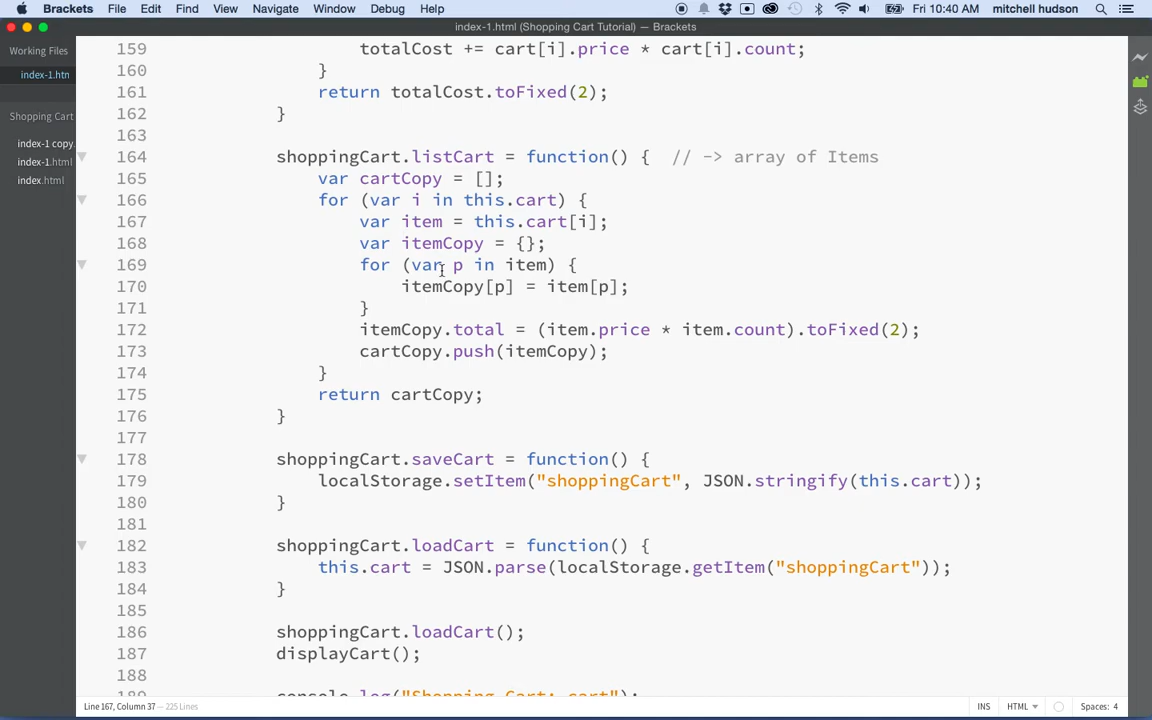 Brackets File Edit Find View Navigate Window Debug Help Fri 10:40 AM mitchell hudson
index-1.html (Shopping Cart Tutorial) — Brackets
Working Files
index-1.htn
Shopping Cart
index-1 copy.
index-1.html
index.html
159 totalCost += cart[i].price * cart[i].count;
160 }
161 return totalCost.toFixed(2);
162 }
163
164 shoppingCart.listCart = function() { // -> array of Items
165 var cartCopy = [];
166 for (var i in this.cart) {
167 var item = this.cart[i];
168 var itemCopy = {};
169 for (var p in item) {
170 itemCopy[p] = item[p];
171 }
172 itemCopy.total = (item.price * item.count).toFixed(2);
173 cartCopy.push(itemCopy);
174 }
175 return cartCopy;
176 }
177
178 shoppingCart.saveCart = function() {
179 localStorage.setItem("shoppingCart", JSON.stringify(this.cart));
180 }
181
182 shoppingCart.loadCart = function() {
183 this.cart = JSON.parse(localStorage.getItem("shoppingCart"));
184 }
185
186 shoppingCart.loadCart();
187 displayCart();
188
189 console.log("Shopping Cart: cart");
Line 167, Column 37 — 225 Lines INS HTML Spaces: 4